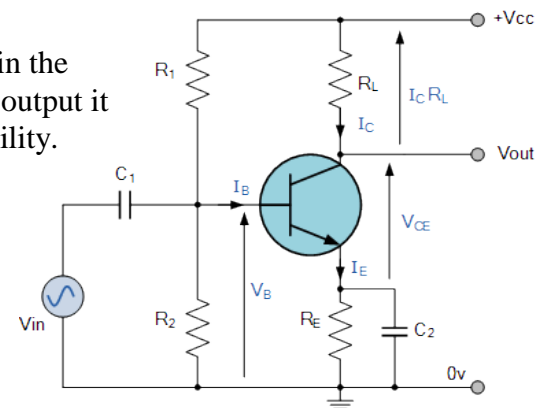 in the
output it
ility.
+Vcc
R1
RL
IC RL
IC
Vout
C1
IB
VCE
IE
VB
Vin
R2
RE
C2
0v